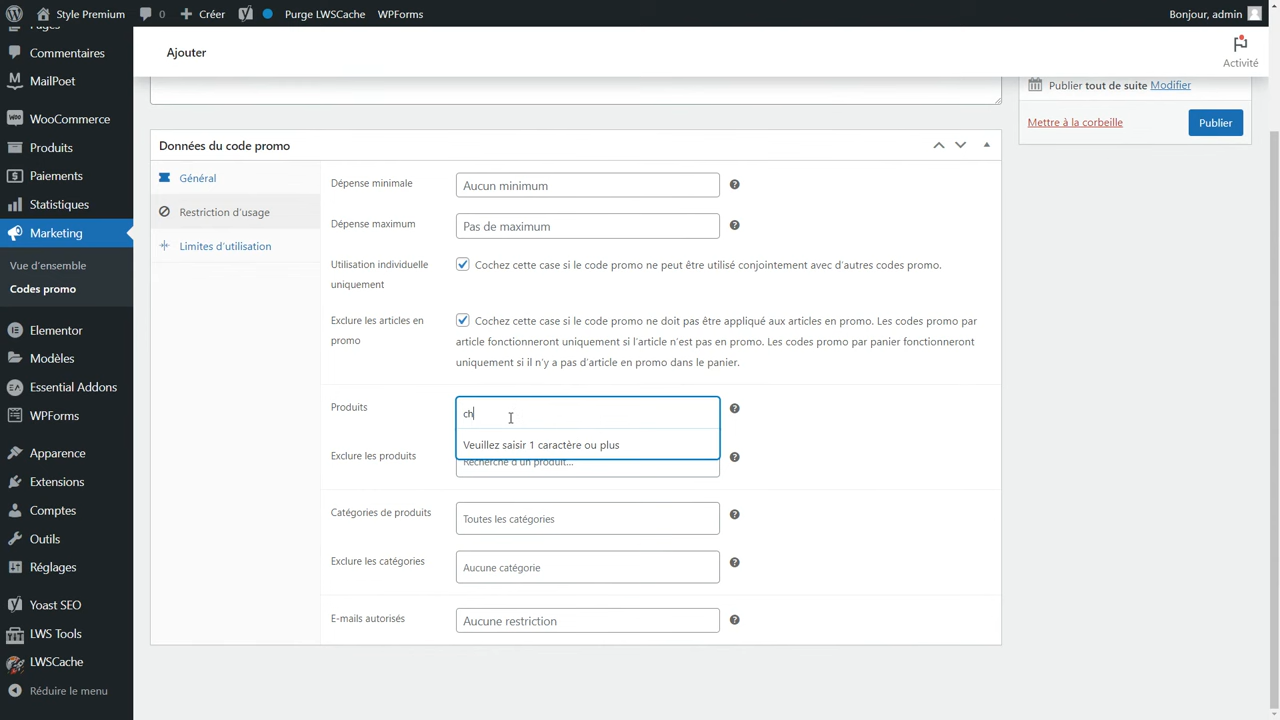 Style Premium
0
Créer
Purge LWSCache
WPForms
Bonjour, admin
Pages
Commentaires
MailPoet
WooCommerce
Produits
Paiements
Statistiques
Marketing
Vue d'ensemble
Codes promo
Elementor
Modèles
Essential Addons
WPForms
Apparence
Extensions
Comptes
Outils
Réglages
Yoast SEO
LWS Tools
LWSCache
Réduire le menu
Ajouter
Activité
Publier tout de suite Modifier
Mettre à la corbeille
Publier
Données du code promo
Général
Restriction d'usage
Limites d'utilisation
Dépense minimale
Aucun minimum
Dépense maximum
Pas de maximum
Utilisation individuelle
uniquement
Cochez cette case si le code promo ne peut être utilisé conjointement avec d'autres codes promo.
Exclure les articles en
promo
Cochez cette case si le code promo ne doit pas être appliqué aux articles en promo. Les codes promo par
article fonctionneront uniquement si l'article n'est pas en promo. Les codes promo par panier fonctionneront
uniquement si il n'y a pas d'article en promo dans le panier.
Produits
ch
Veuillez saisir 1 caractère ou plus
Exclure les produits
Recherche d'un produit…
Catégories de produits
Toutes les catégories
Exclure les catégories
Aucune catégorie
E-mails autorisés
Aucune restriction